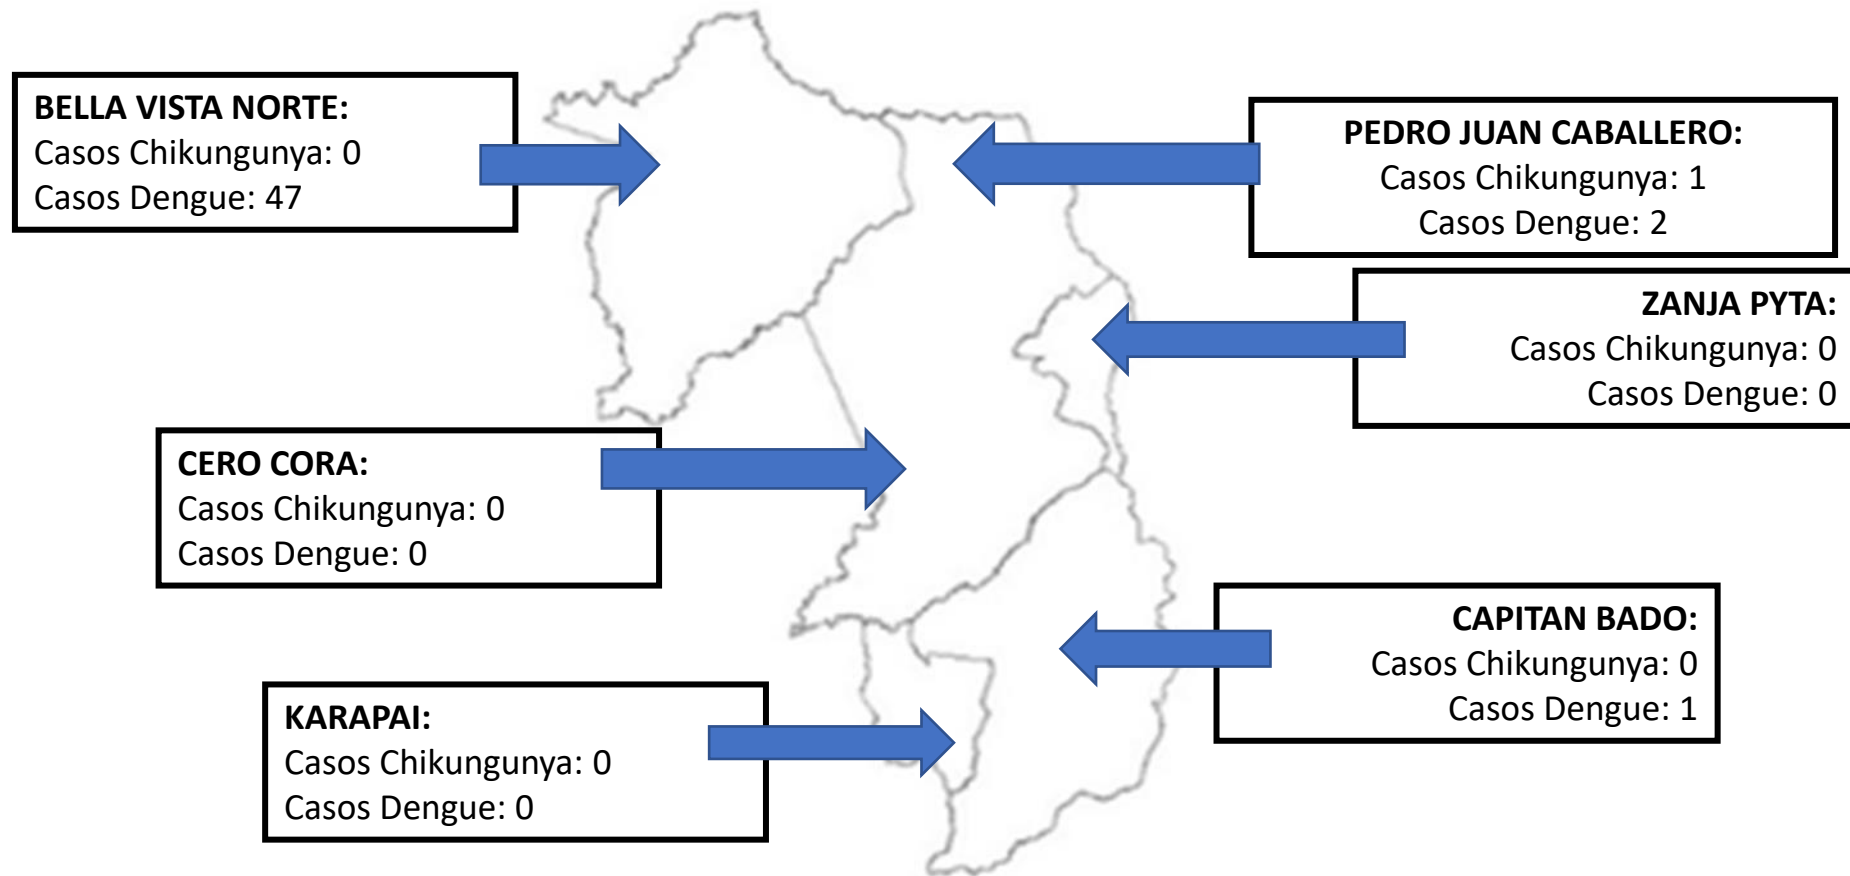 BELLA VISTA NORTE:
Casos Chikungunya: 0
Casos Dengue: 47
PEDRO JUAN CABALLERO:
Casos Chikungunya: 1
Casos Dengue: 2
ZANJA PYTA:
Casos Chikungunya: 0
Casos Dengue: 0
CERO CORA:
Casos Chikungunya: 0
Casos Dengue: 0
CAPITAN BADO:
Casos Chikungunya: 0
Casos Dengue: 1
KARAPAI:
Casos Chikungunya: 0
Casos Dengue: 0